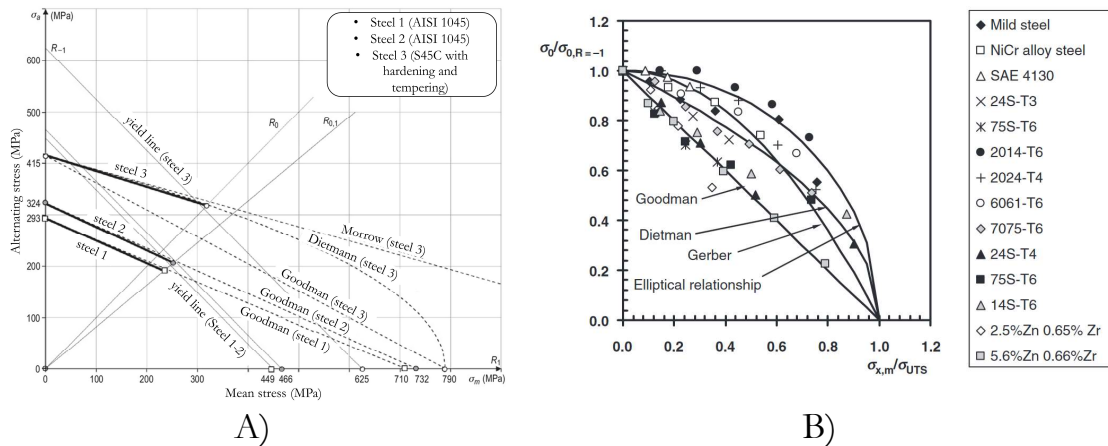 σa (MPa)
Steel 1 (AISI 1045)
Steel 2 (AISI 1045)
Steel 3 (S45C with
hardening and
tempering)
R−1
R0
R0,1
600
500
415
324
293
200
100
0
Alternating stress (MPa)
yield line (steel 3)
steel 3
steel 2
steel 1
Morrow (steel 3)
Dietmann (steel 3)
Goodman (steel 3)
Goodman (steel 2)
Goodman (steel 1)
yield line (Steel 1-2)
R1
0 (MPa) 100 200 300 400 449 466 500 625 710 732 790 σm (MPa)
Mean stress (MPa)
A)
B
σ0/σ0,R=−1
1.2
1.0
0.8
0.6
0.4
0.2
0.0
Goodman
Dietman
Gerber
Elliptical relationship
0.0 0.2 0.4 0.6 0.8 1.0 1.2
σx,m/σUTS
Mild steel
NiCr alloy steel
SAE 4130
24S-T3
75S-T6
2014-T6
2024-T4
6061-T6
7075-T6
24S-T4
75S-T6
14S-T6
2.5%Zn 0.65% Zr
5.6%Zn 0.66%Zr
B)